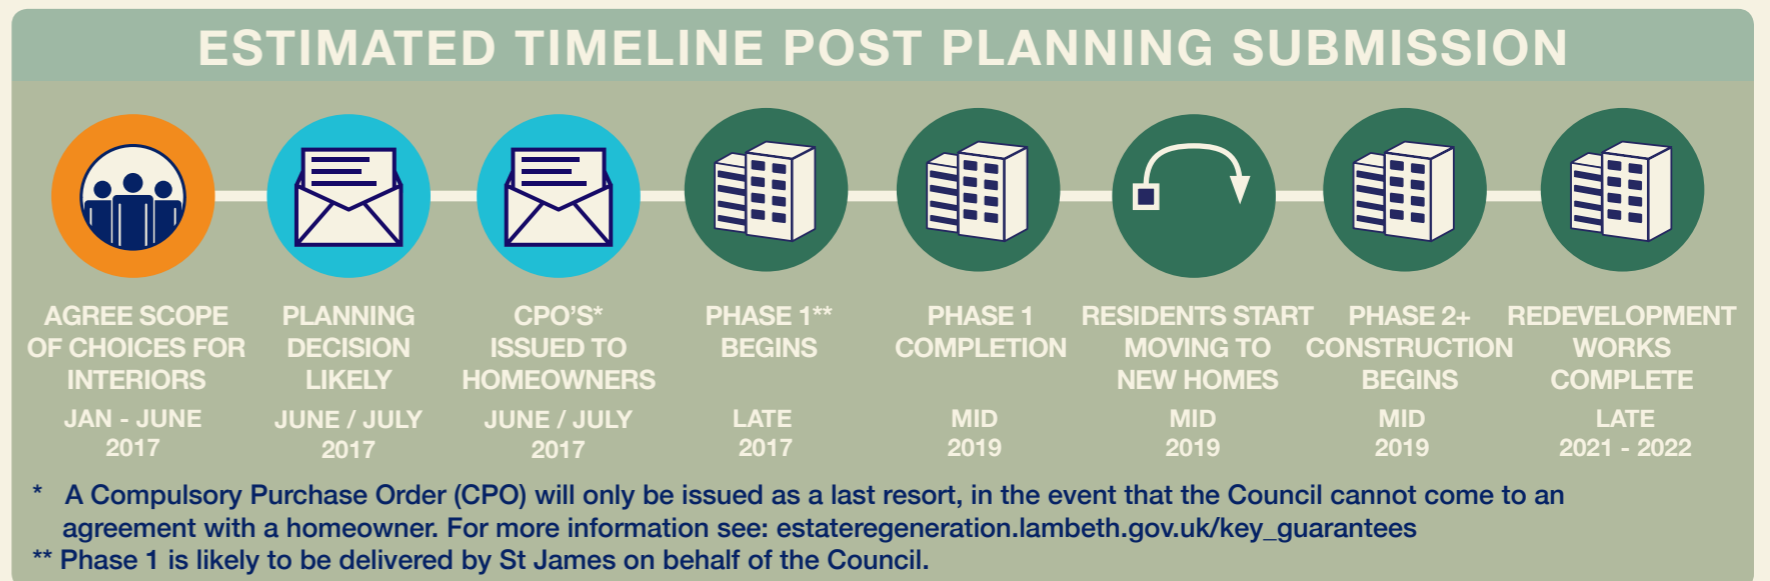 ESTIMATED TIMELINE POST PLANNING SUBMISSION
AGREE SCOPE
OF CHOICES FOR
INTERIORS
JAN - JUNE
2017
PLANNING
DECISION
LIKELY
JUNE / JULY
2017
CPO'S*
ISSUED TO
HOMEOWNERS
JUNE / JULY
2017
PHASE 1**
BEGINS
LATE
2017
PHASE 1
COMPLETION
MID
2019
RESIDENTS START
MOVING TO
NEW HOMES
MID
2019
PHASE 2+
CONSTRUCTION
BEGINS
MID
2019
REDEVELOPMENT
WORKS
COMPLETE
LATE
2021 - 2022
* A Compulsory Purchase Order (CPO) will only be issued as a last resort, in the event that the Council cannot come to an
agreement with a homeowner. For more information see: estateregeneration.lambeth.gov.uk/key_guarantees
** Phase 1 is likely to be delivered by St James on behalf of the Council.